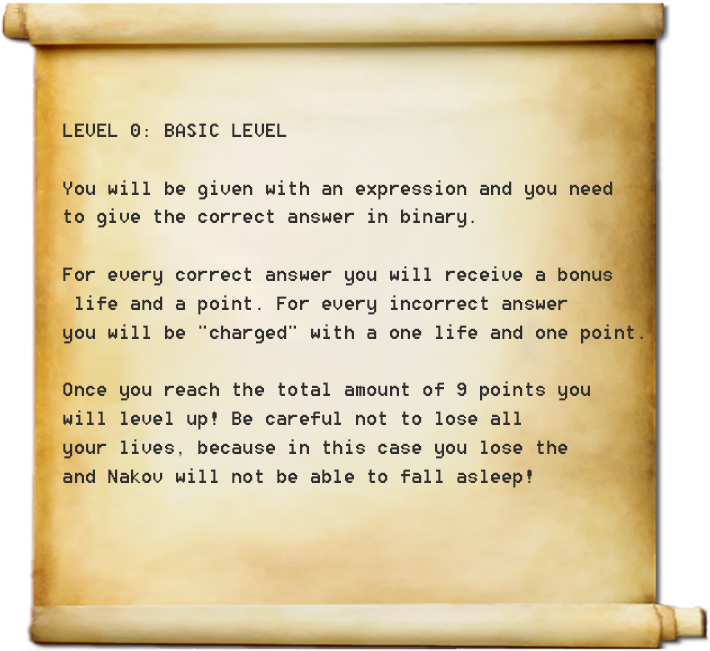 LEVEL 0: BASIC LEVEL
You will be given with an expression and you need
to give the correct answer in binary.
For every correct answer you will receive a bonus
life and a point. For every incorrect answer
you will be "charged" with a one life and one point.
Once you reach the total amount of 9 points you
will level up! Be careful not to lose all
your lives, because in this case you lose the
and Nakov will not be able to fall asleep!